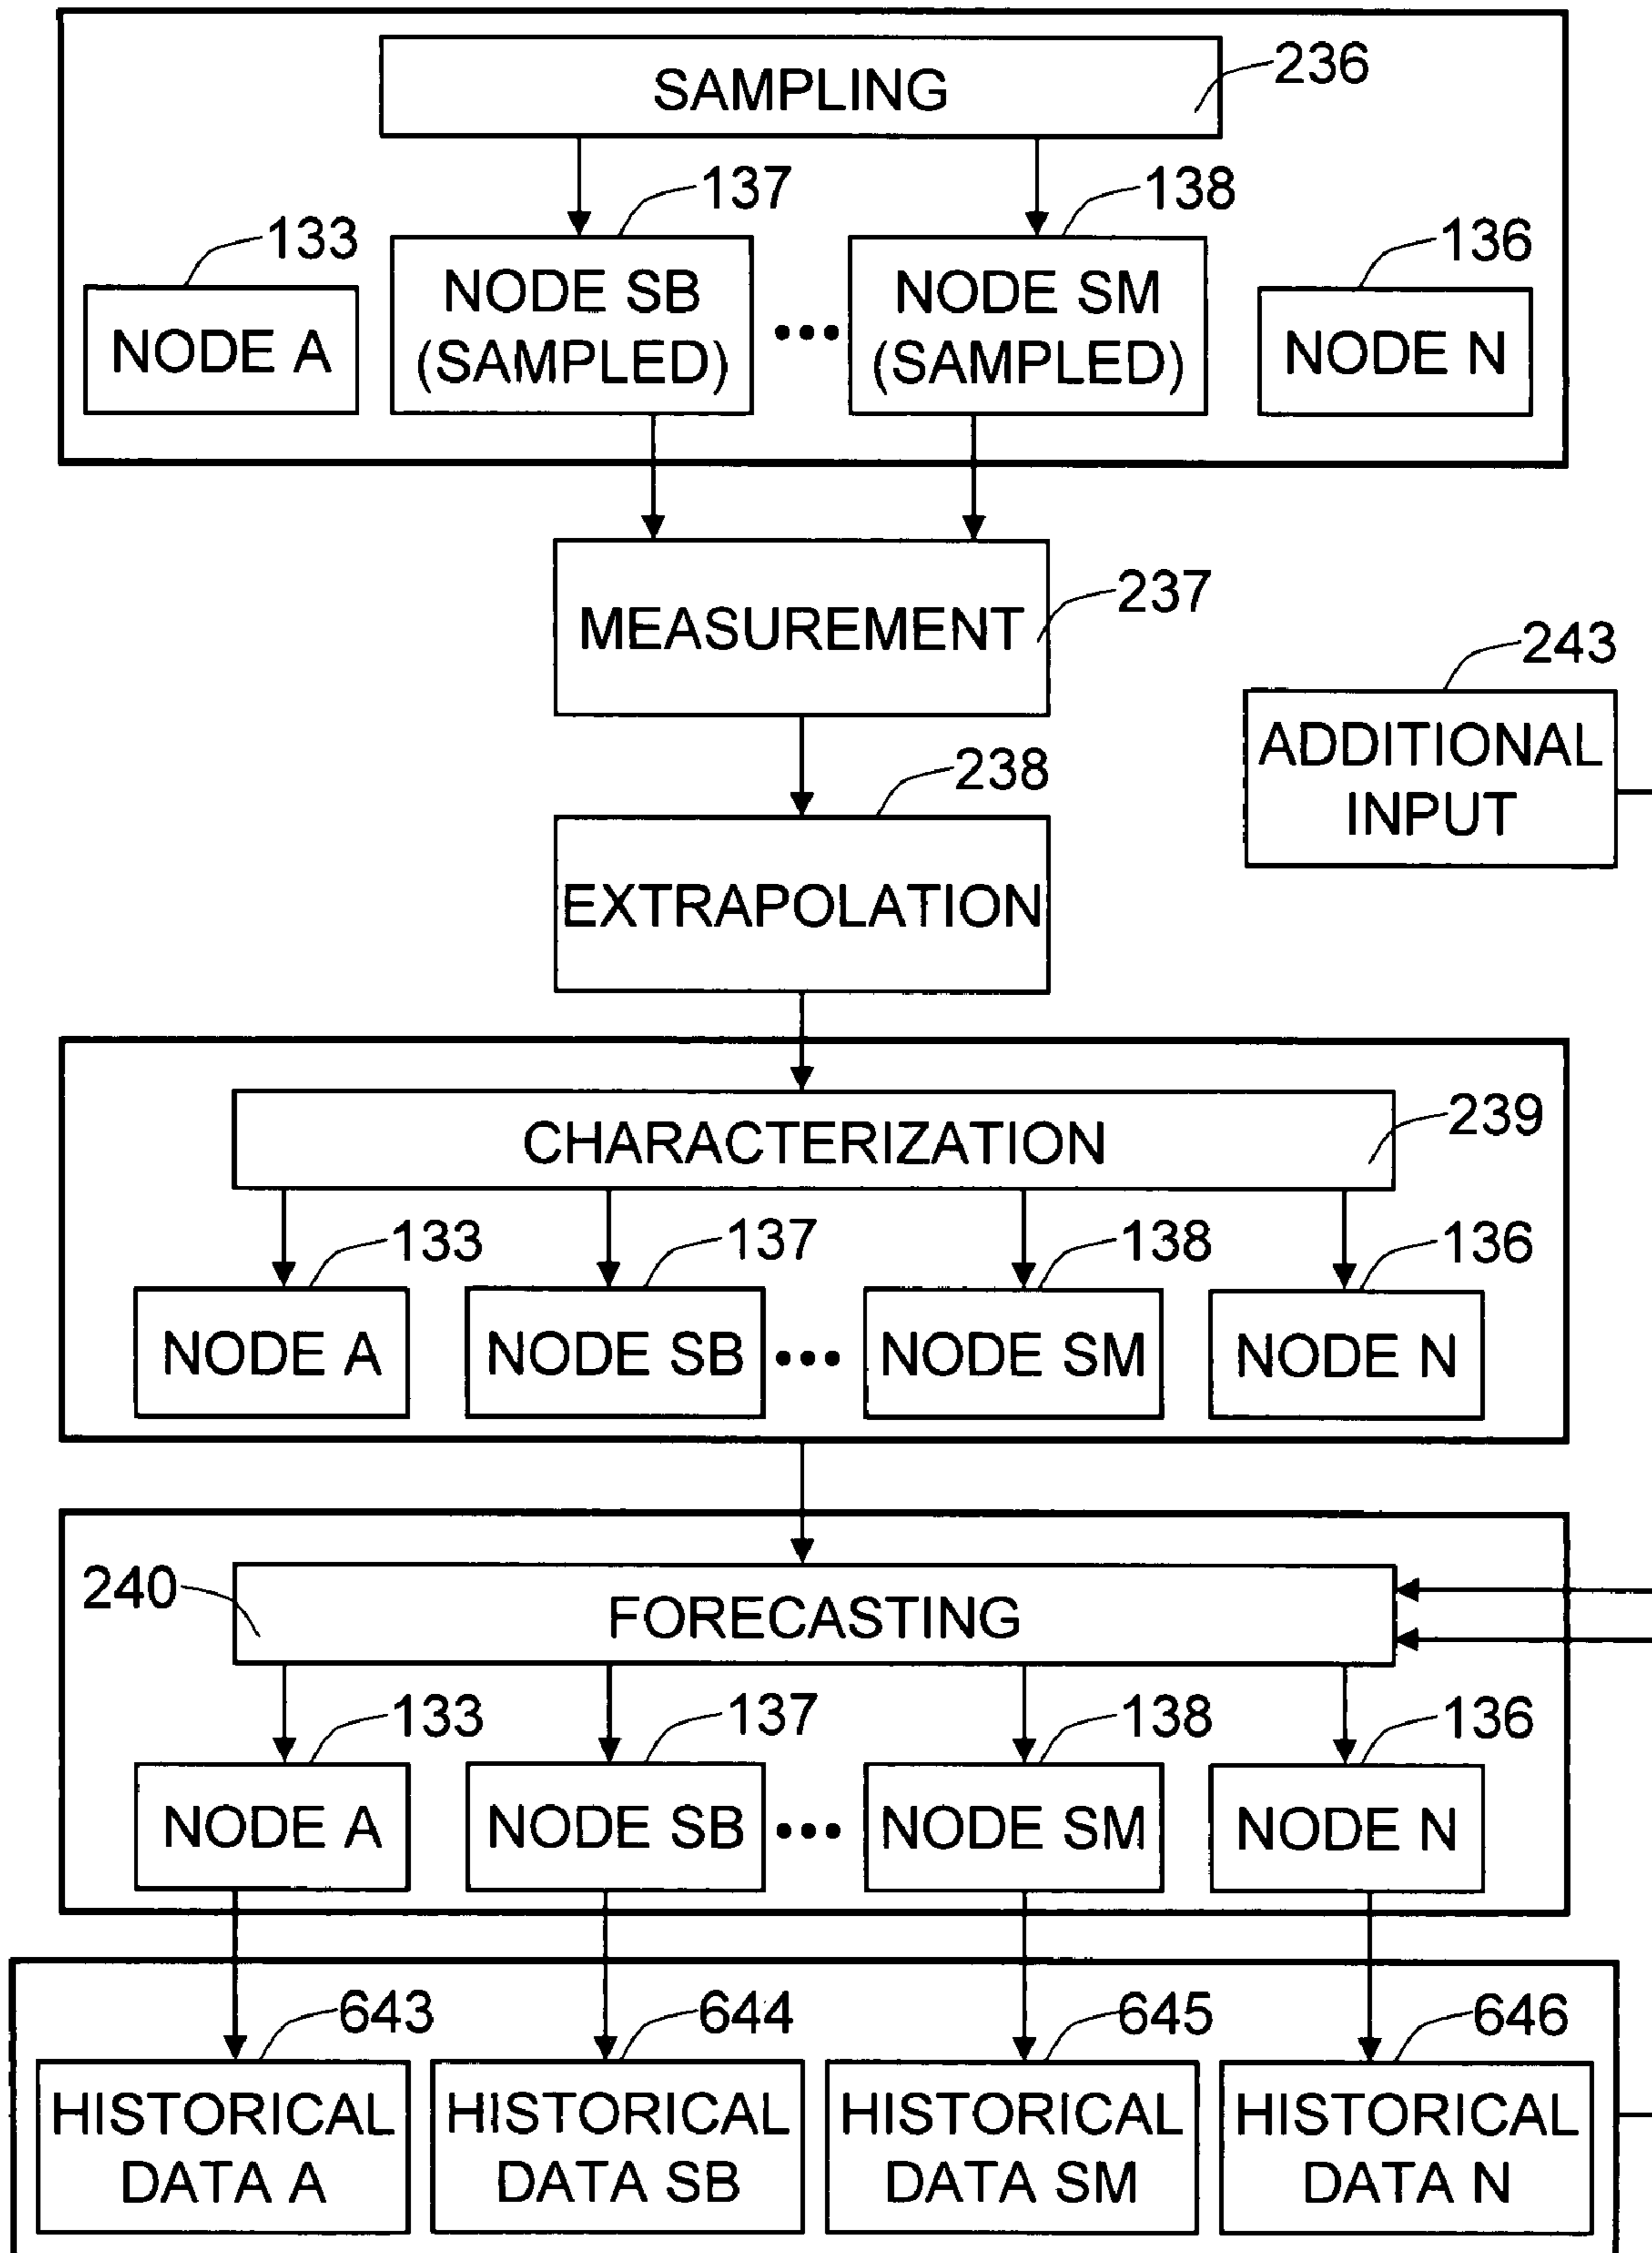 SAMPLING
236
137
138
133
136
NODE A
NODE SB
(SAMPLED)
•••
NODE SM
(SAMPLED)
NODE N
MEASUREMENT
237
243
ADDITIONAL
INPUT
238
EXTRAPOLATION
CHARACTERIZATION
239
133
137
138
136
NODE A
NODE SB
•••
NODE SM
NODE N
240
FORECASTING
133
137
138
136
NODE A
NODE SB
•••
NODE SM
NODE N
643
644
645
646
HISTORICAL
DATA A
HISTORICAL
DATA SB
HISTORICAL
DATA SM
HISTORICAL
DATA N